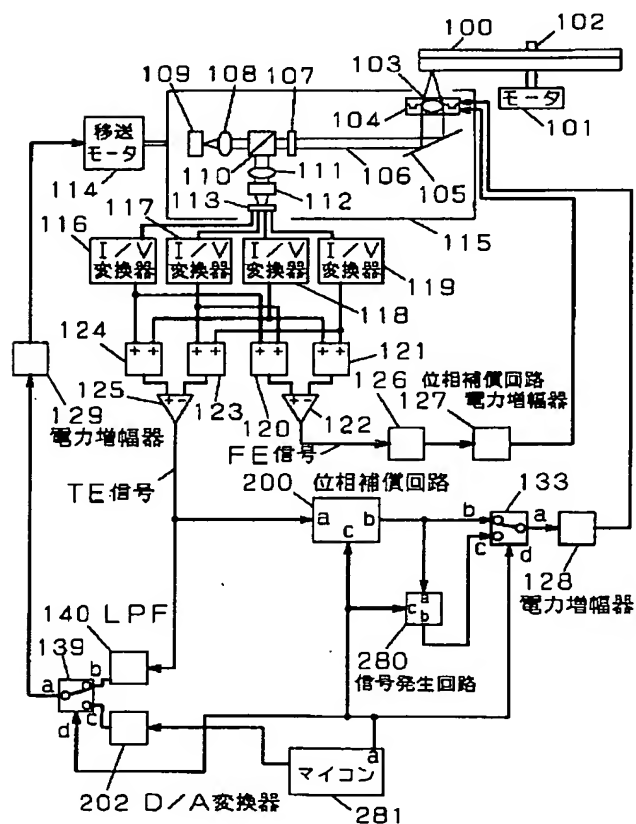 100
102
103
109
108
107
104
モータ
101
移送
モータ
110
111
106
105
114
113
112
117
115
116
I/V
変換器
I/V
変換器
I/V
変換器
I/V
変換器
119
118
124
+ +
+ +
+ +
+ +
121
125
+ -
123
120
+ -
122
126 位相補償回路
127 電力増幅器
129
電力増幅器
FE信号
TE信号
200 位相補償回路
133
a
b
c
b
a
c
d
128
電力増幅器
a
c
b
280
信号発生回路
140 LPF
139
a
b
c
d
a
マイコン
202 D/A変換器
281